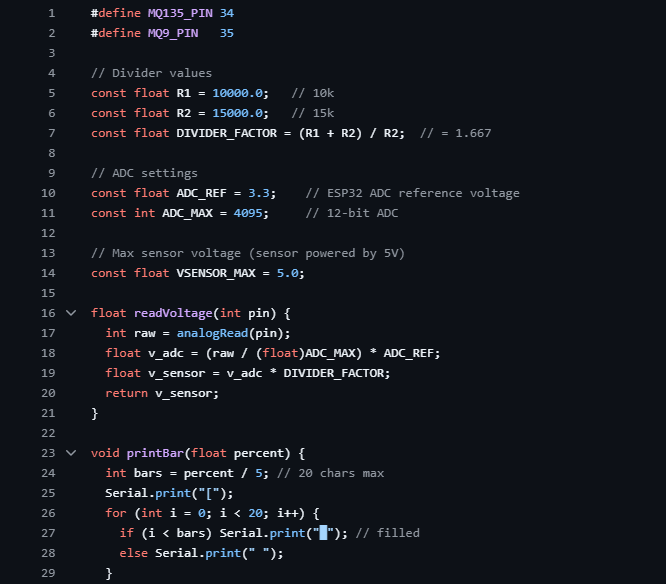 1 #define MQ135_PIN 34
2 #define MQ9_PIN   35
3
4 // Divider values
5 const float R1 = 10000.0;   // 10k
6 const float R2 = 15000.0;   // 15k
7 const float DIVIDER_FACTOR = (R1 + R2) / R2;  // = 1.667
8
9 // ADC settings
10 const float ADC_REF = 3.3;    // ESP32 ADC reference voltage
11 const int ADC_MAX = 4095;     // 12-bit ADC
12
13 // Max sensor voltage (sensor powered by 5V)
14 const float VSENSOR_MAX = 5.0;
15
16 float readVoltage(int pin) {
17   int raw = analogRead(pin);
18   float v_adc = (raw / (float)ADC_MAX) * ADC_REF;
19   float v_sensor = v_adc * DIVIDER_FACTOR;
20   return v_sensor;
21 }
22
23 void printBar(float percent) {
24   int bars = percent / 5; // 20 chars max
25   Serial.print("[");
26   for (int i = 0; i < 20; i++) {
27     if (i < bars) Serial.print("█"); // filled
28     else Serial.print(" ");
29   }